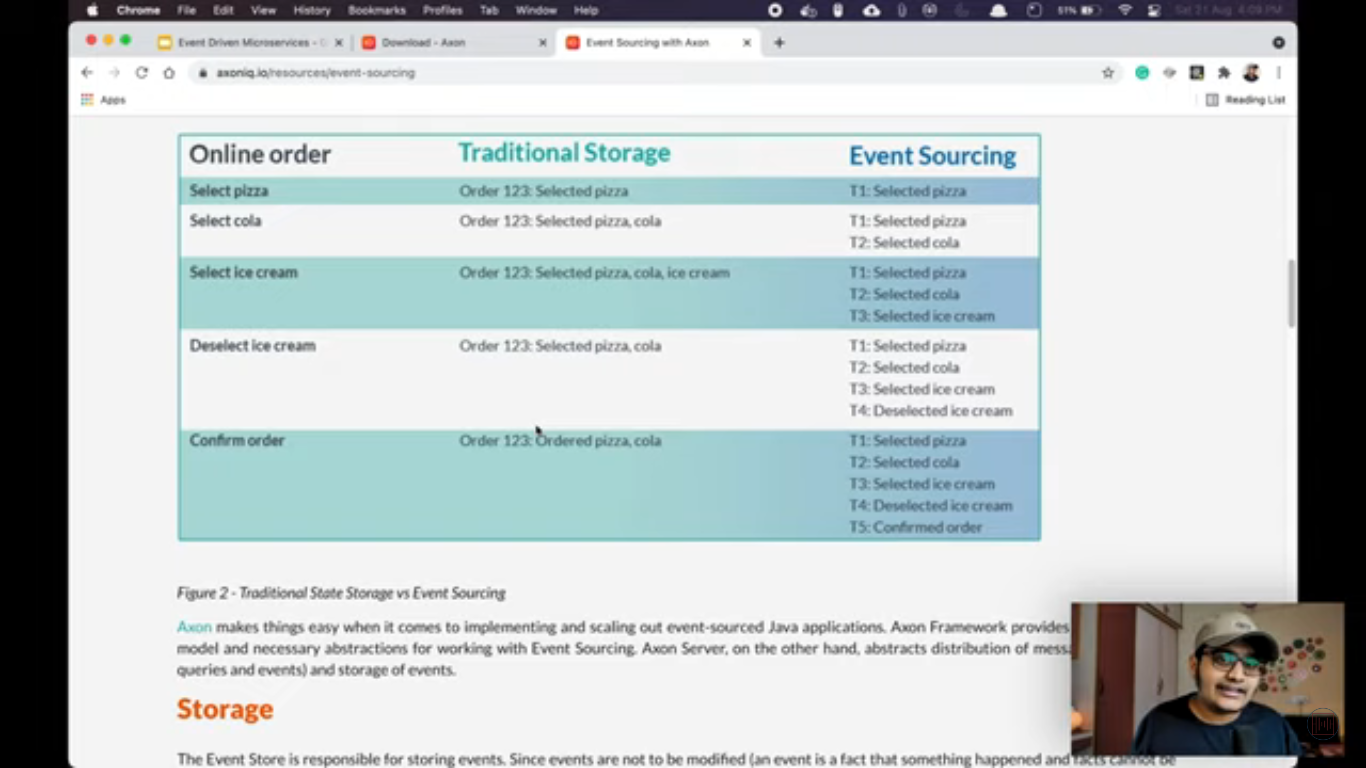 Chrome File Edit View History Bookmarks Profiles Tab Window Help 51% Sat 21 Aug 4:09 PM
Event Driven Microservices - Download - Axon Event Sourcing with Axon
axoniq.io/resources/event-sourcing
Apps Reading List
Online order Traditional Storage Event Sourcing
Select pizza Order 123: Selected pizza T1: Selected pizza
Select cola Order 123: Selected pizza, cola T1: Selected pizza
T2: Selected cola
Select ice cream Order 123: Selected pizza, cola, ice cream T1: Selected pizza
T2: Selected cola
T3: Selected ice cream
Deselect ice cream Order 123: Selected pizza, cola T1: Selected pizza
T2: Selected cola
T3: Selected ice cream
T4: Deselected ice cream
Confirm order Order 123: Ordered pizza, cola T1: Selected pizza
T2: Selected cola
T3: Selected ice cream
T4: Deselected ice cream
T5: Confirmed order
Figure 2 - Traditional State Storage vs Event Sourcing
Axon makes things easy when it comes to implementing and scaling out event-sourced Java applications. Axon Framework provides
model and necessary abstractions for working with Event Sourcing. Axon Server, on the other hand, abstracts distribution of
queries and events) and storage of events.
Storage
The Event Store is responsible for storing events. Since events are not to be modified (an event is a fact that something happened and facts cannot be